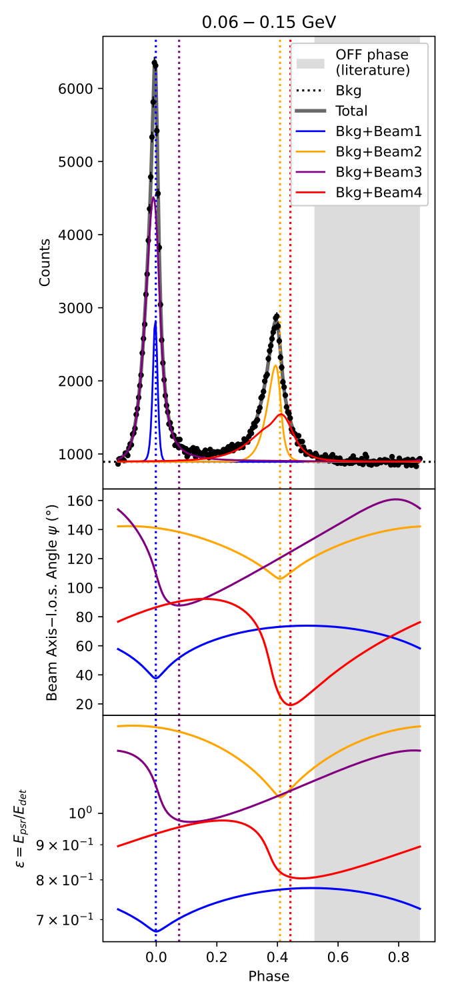 0.06 − 0.15 GeV
OFF phase
(literature)
Bkg
Total
Bkg+Beam1
Bkg+Beam2
Bkg+Beam3
Bkg+Beam4
6000
5000
4000
3000
2000
1000
Counts
160
140
120
100
80
60
40
20
Beam Axis−l.o.s. Angle ψ (°)
10⁰
9 × 10⁻¹
8 × 10⁻¹
7 × 10⁻¹
ε = E_psr/E_det
0.0 0.2 0.4 0.6 0.8
Phase